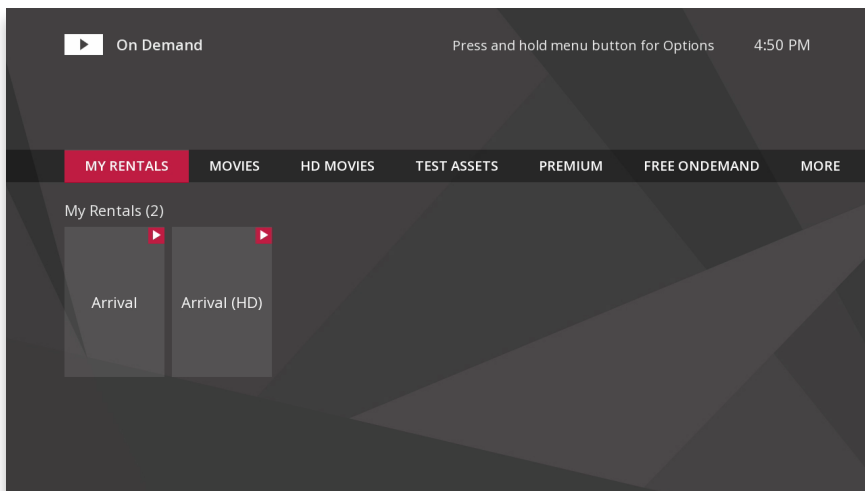 On Demand Press and hold menu button for Options 4:50 PM
MY RENTALS MOVIES HD MOVIES TEST ASSETS PREMIUM FREE ONDEMAND MORE
My Rentals (2)
Arrival Arrival (HD)